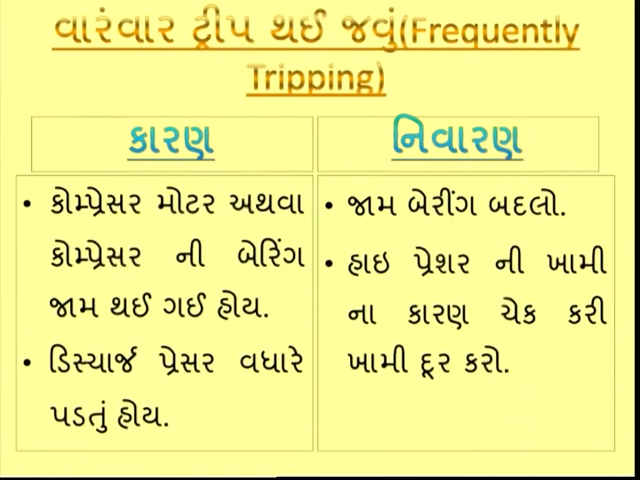 વારંવાર ટ્રીપ થઈ જવું(Frequently
Tripping)
કારણ
• કોમ્પ્રેસર મોટર અથવા
કોમ્પ્રેસર ની બેરિંગ
જામ થઈ ગઈ હોય.
• ડિસ્ચાર્જ પ્રેસર વધારે
પડતું હોય.
નિવારણ
• જામ બેરીંગ બદલો.
• હાઇ પ્રેશર ની ખામી
ના કારણ ચેક કરી
ખામી દૂર કરો.